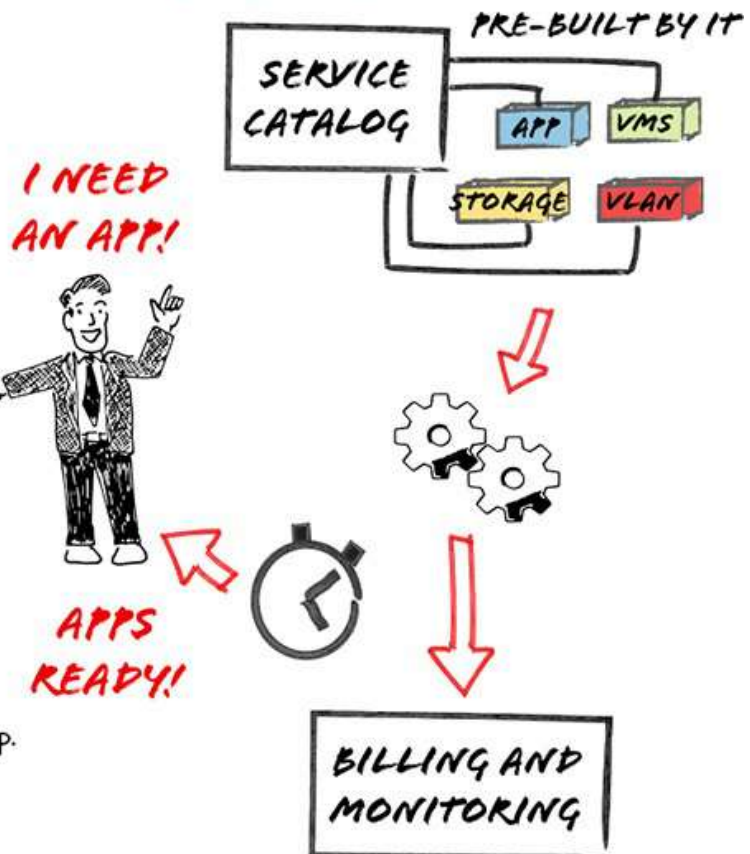 PRE-BUILT BY IT
SERVICE
CATALOG
APP
VMS
STORAGE
VLAN
I NEED
AN APP!
APPS
READY!
P.
BILLING AND
MONITORING